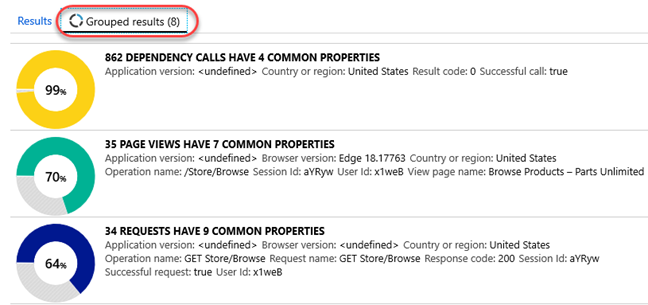 Results Grouped results (8)
862 DEPENDENCY CALLS HAVE 4 COMMON PROPERTIES
Application version: <undefined> Country or region: United States Result code: 0 Successful call: true
99%
35 PAGE VIEWS HAVE 7 COMMON PROPERTIES
Application version: <undefined> Browser version: Edge 18.17763 Country or region: United States
Operation name: /Store/Browse Session Id: aYRyw User Id: x1weB View page name: Browse Products – Parts Unlimited
70%
34 REQUESTS HAVE 9 COMMON PROPERTIES
Application version: <undefined> Browser version: <undefined> Country or region: United States
Operation name: GET Store/Browse Request name: GET Store/Browse Response code: 200 Session Id: aYRyw
Successful request: true User Id: x1weB
64%